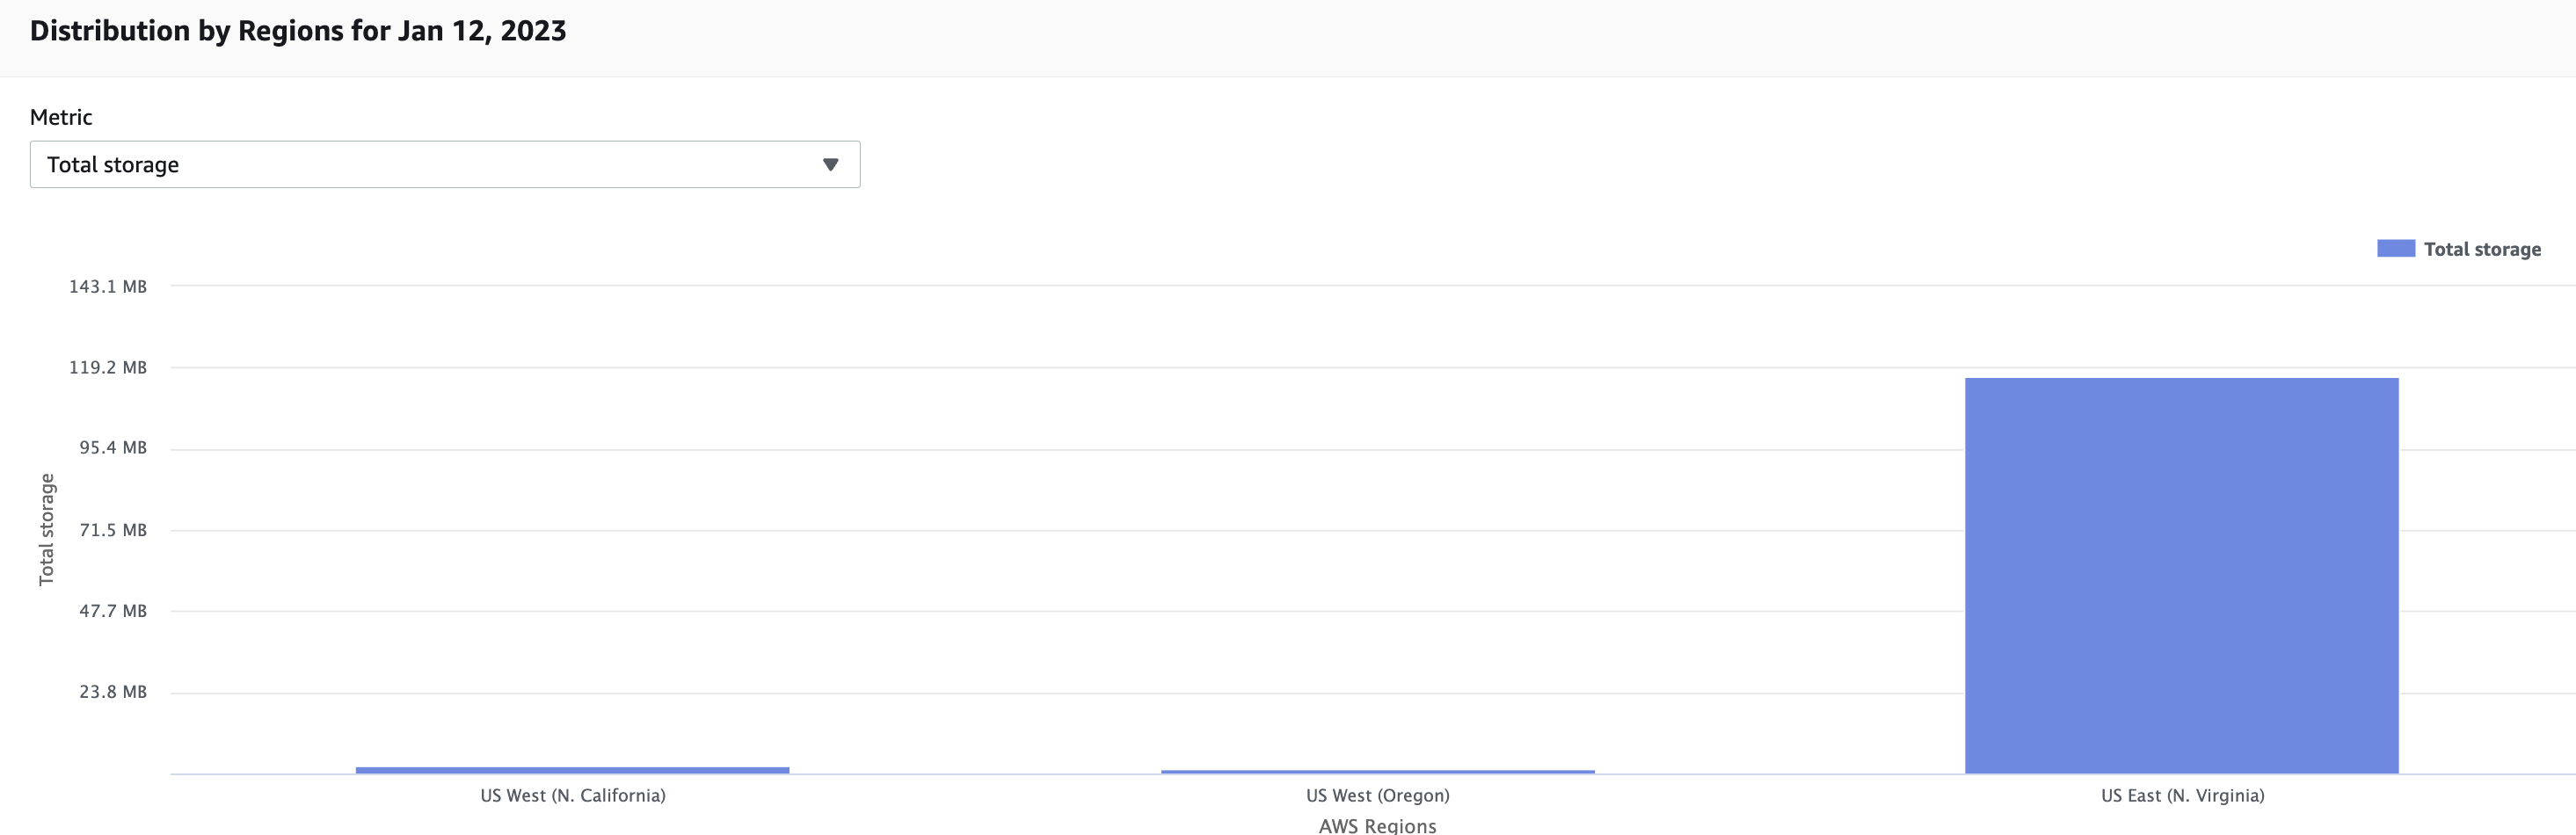 Distribution by Regions for Jan 12, 2023
Metric
Total storage
Total storage
143.1 MB
119.2 MB
95.4 MB
71.5 MB
47.7 MB
23.8 MB
Total storage
US West (N. California)
US West (Oregon)
US East (N. Virginia)
AWS Regions